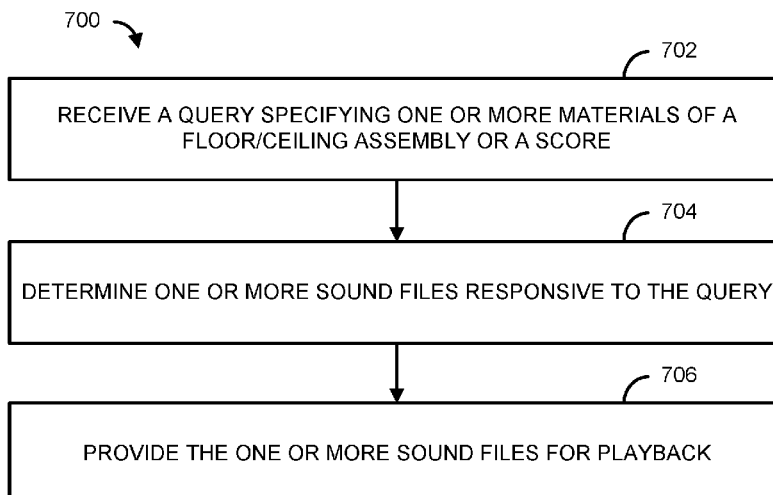 700
702
RECEIVE A QUERY SPECIFYING ONE OR MORE MATERIALS OF A
FLOOR/CEILING ASSEMBLY OR A SCORE
704
DETERMINE ONE OR MORE SOUND FILES RESPONSIVE TO THE QUERY
706
PROVIDE THE ONE OR MORE SOUND FILES FOR PLAYBACK